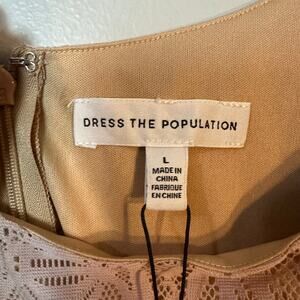 DRESS THE POPULATION
L
MADE IN
CHINA
FABRIQUE
EN CHINE